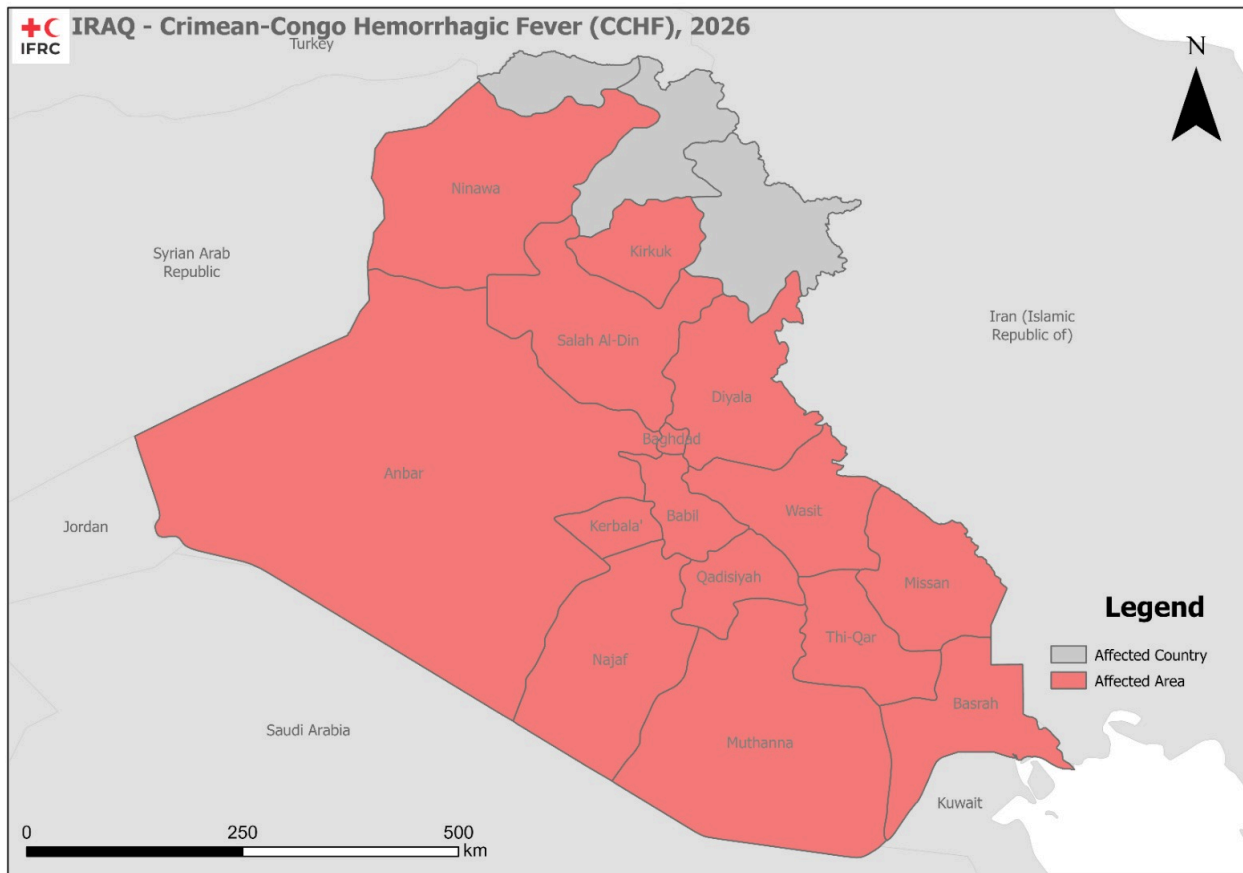 IFRC
IRAQ - Crimean-Congo Hemorrhagic Fever (CCHF), 2026
Turkey
N
Ninawa
Kirkuk
Syrian Arab
Republic
Iran (Islamic
Republic of)
Salah Al-Din
Diyala
Baghdad
Anbar
Wasit
Babil
Kerbala'
Jordan
Qadisiyah
Missan
Legend
Thi-Qar
Affected Country
Najaf
Affected Area
Basrah
Saudi Arabia
Muthanna
Kuwait
0 250 500
km